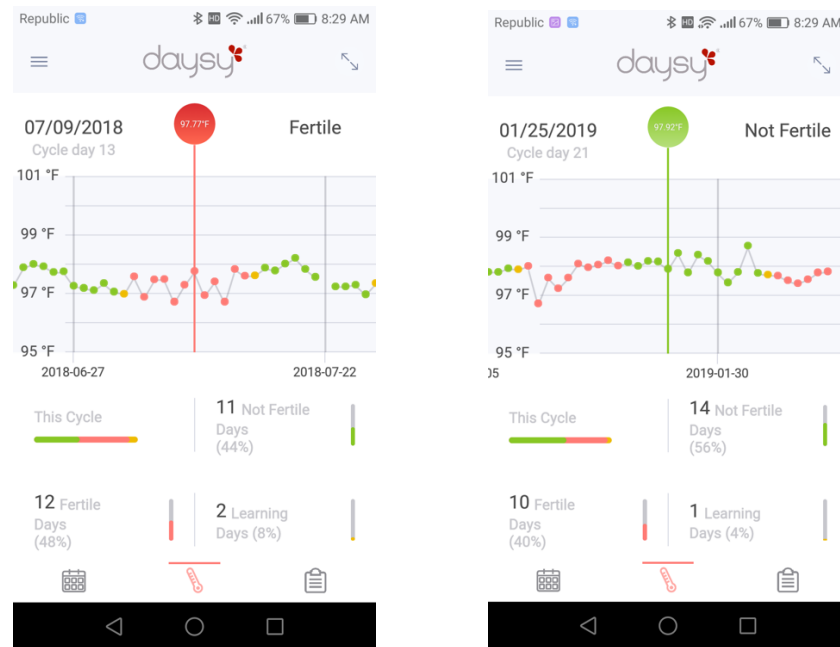 Republic HD 67% 8:29 AM
daysy
07/09/2018 97.77°F Fertile
Cycle day 13
101 °F
99 °F
97 °F
95 °F
2018-06-27 2018-07-22
This Cycle
11 Not Fertile
Days
(44%)
12 Fertile
Days
(48%)
2 Learning
Days (8%)
Republic HD 67% 8:29 AM
daysy
01/25/2019 97.92°F Not Fertile
Cycle day 21
101 °F
99 °F
97 °F
95 °F
05 2019-01-30
This Cycle
14 Not Fertile
Days
(56%)
10 Fertile
Days
(40%)
1 Learning
Days (4%)